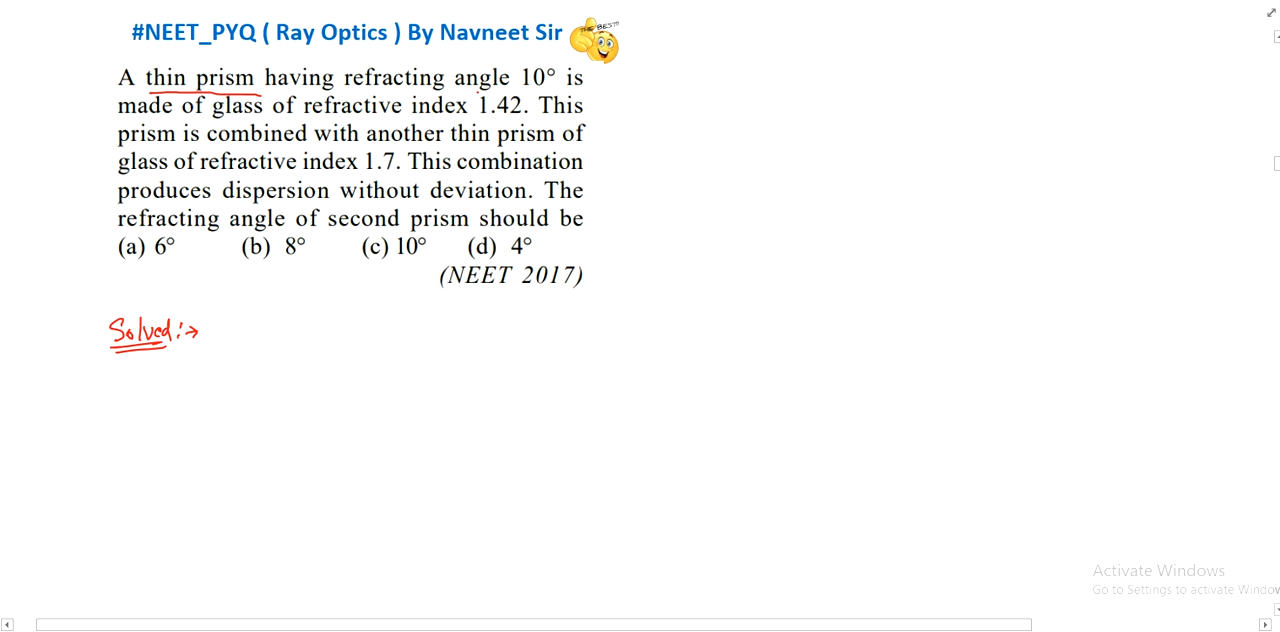 #NEET_PYQ ( Ray Optics ) By Navneet Sir
THE BEST!!!
A thin prism having refracting angle 10° is
made of glass of refractive index 1.42. This
prism is combined with another thin prism of
glass of refractive index 1.7. This combination
produces dispersion without deviation. The
refracting angle of second prism should be
(a) 6° (b) 8° (c) 10° (d) 4°
(NEET 2017)
Solved :→
Activate Windows
Go to Settings to activate Window